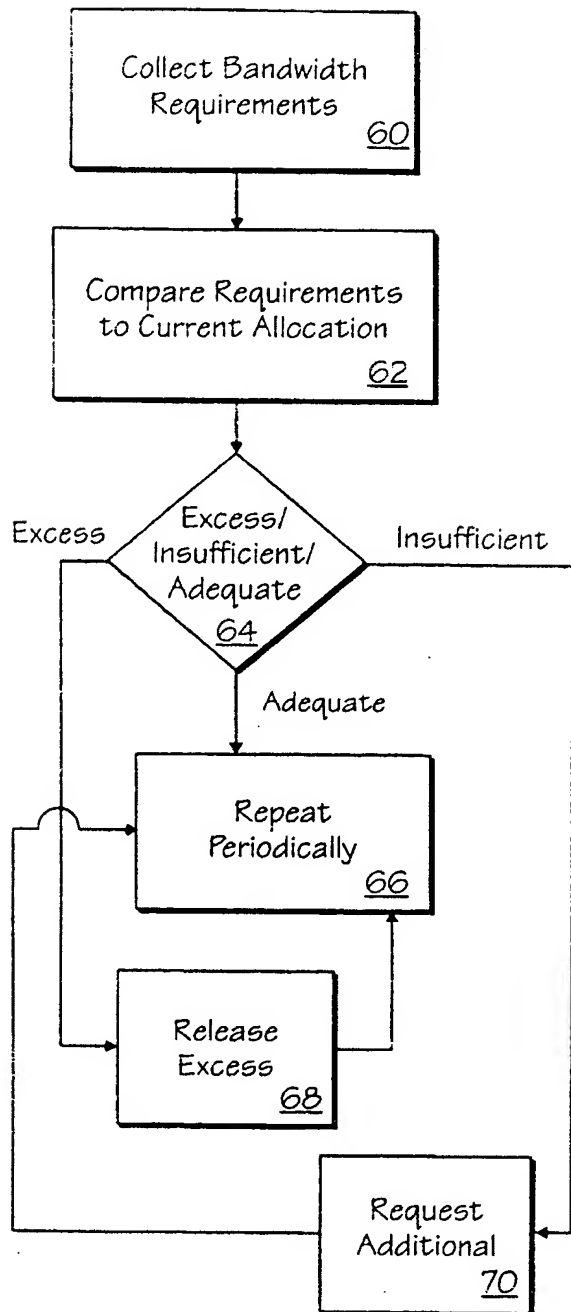 Collect Bandwidth
Requirements
60
Compare Requirements
to Current Allocation
62
Excess
Excess/
Insufficient/
Adequate
64
Insufficient
Adequate
Repeat
Periodically
66
Release
Excess
68
Request
Additional
70